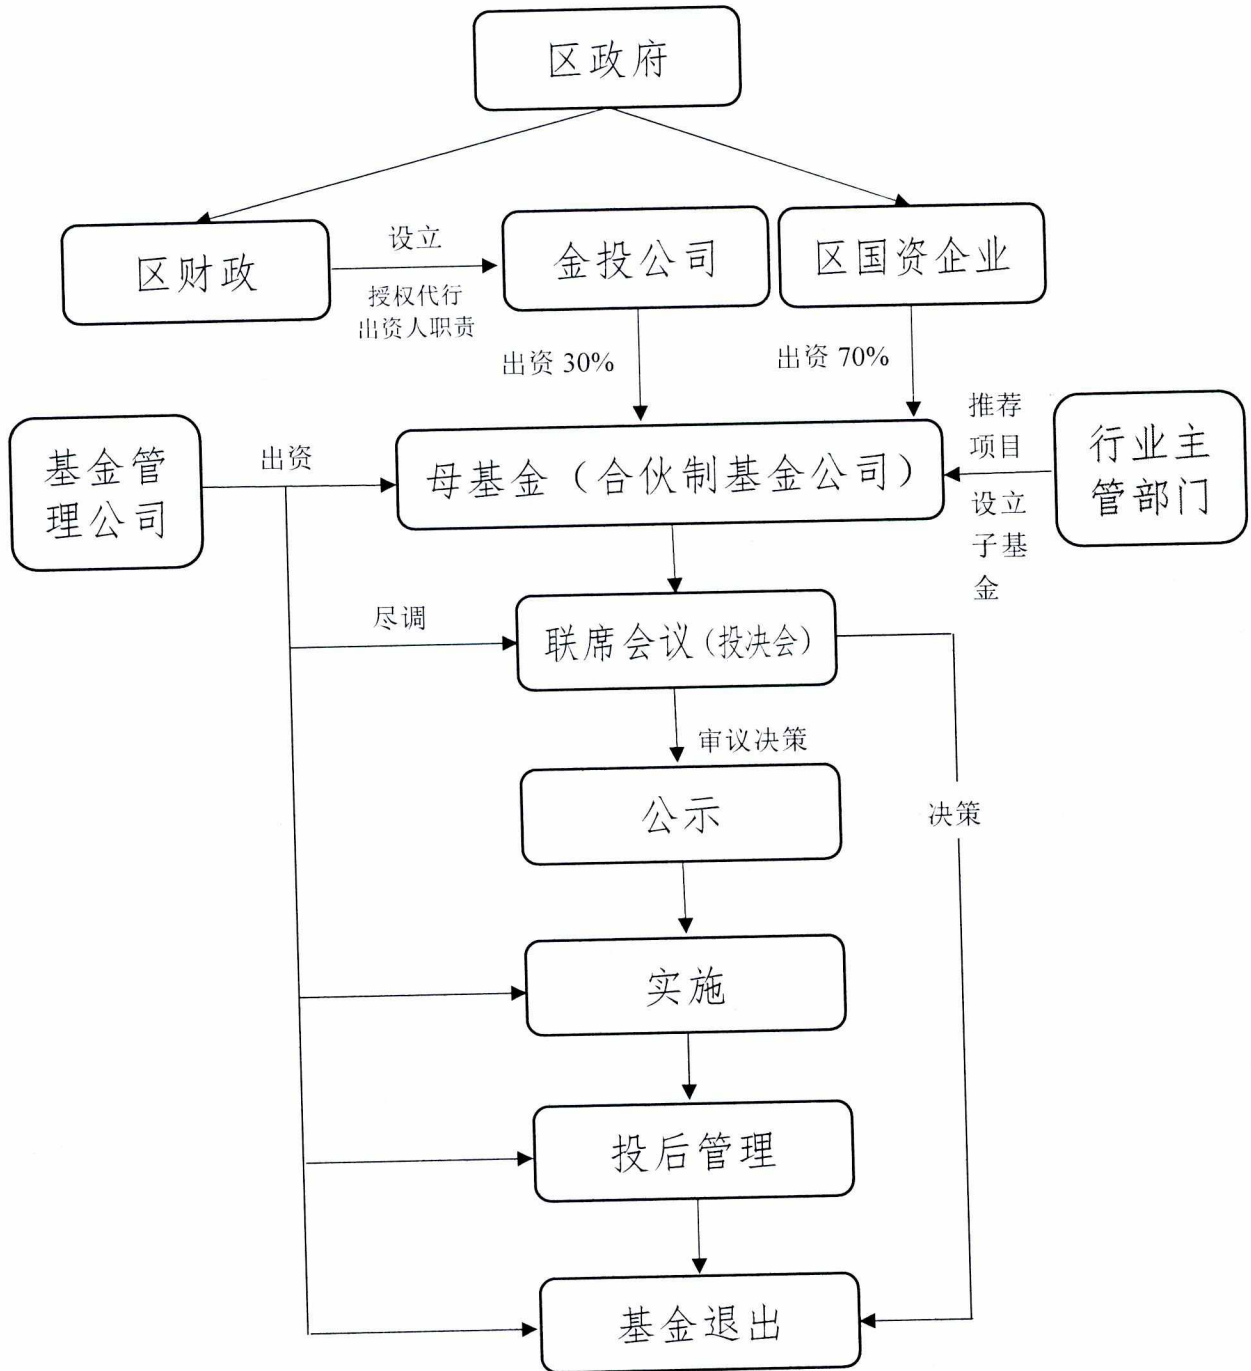 区政府
区财政
设立
授权代行
出资人职责
金投公司
区国资企业
出资 30%
出资 70%
基金管
理公司
出资
母基金（合伙制基金公司）
推荐
项目
设立
子基
金
行业主
管部门
尽调
联席会议（投决会）
审议决策
公示
决策
实施
投后管理
基金退出